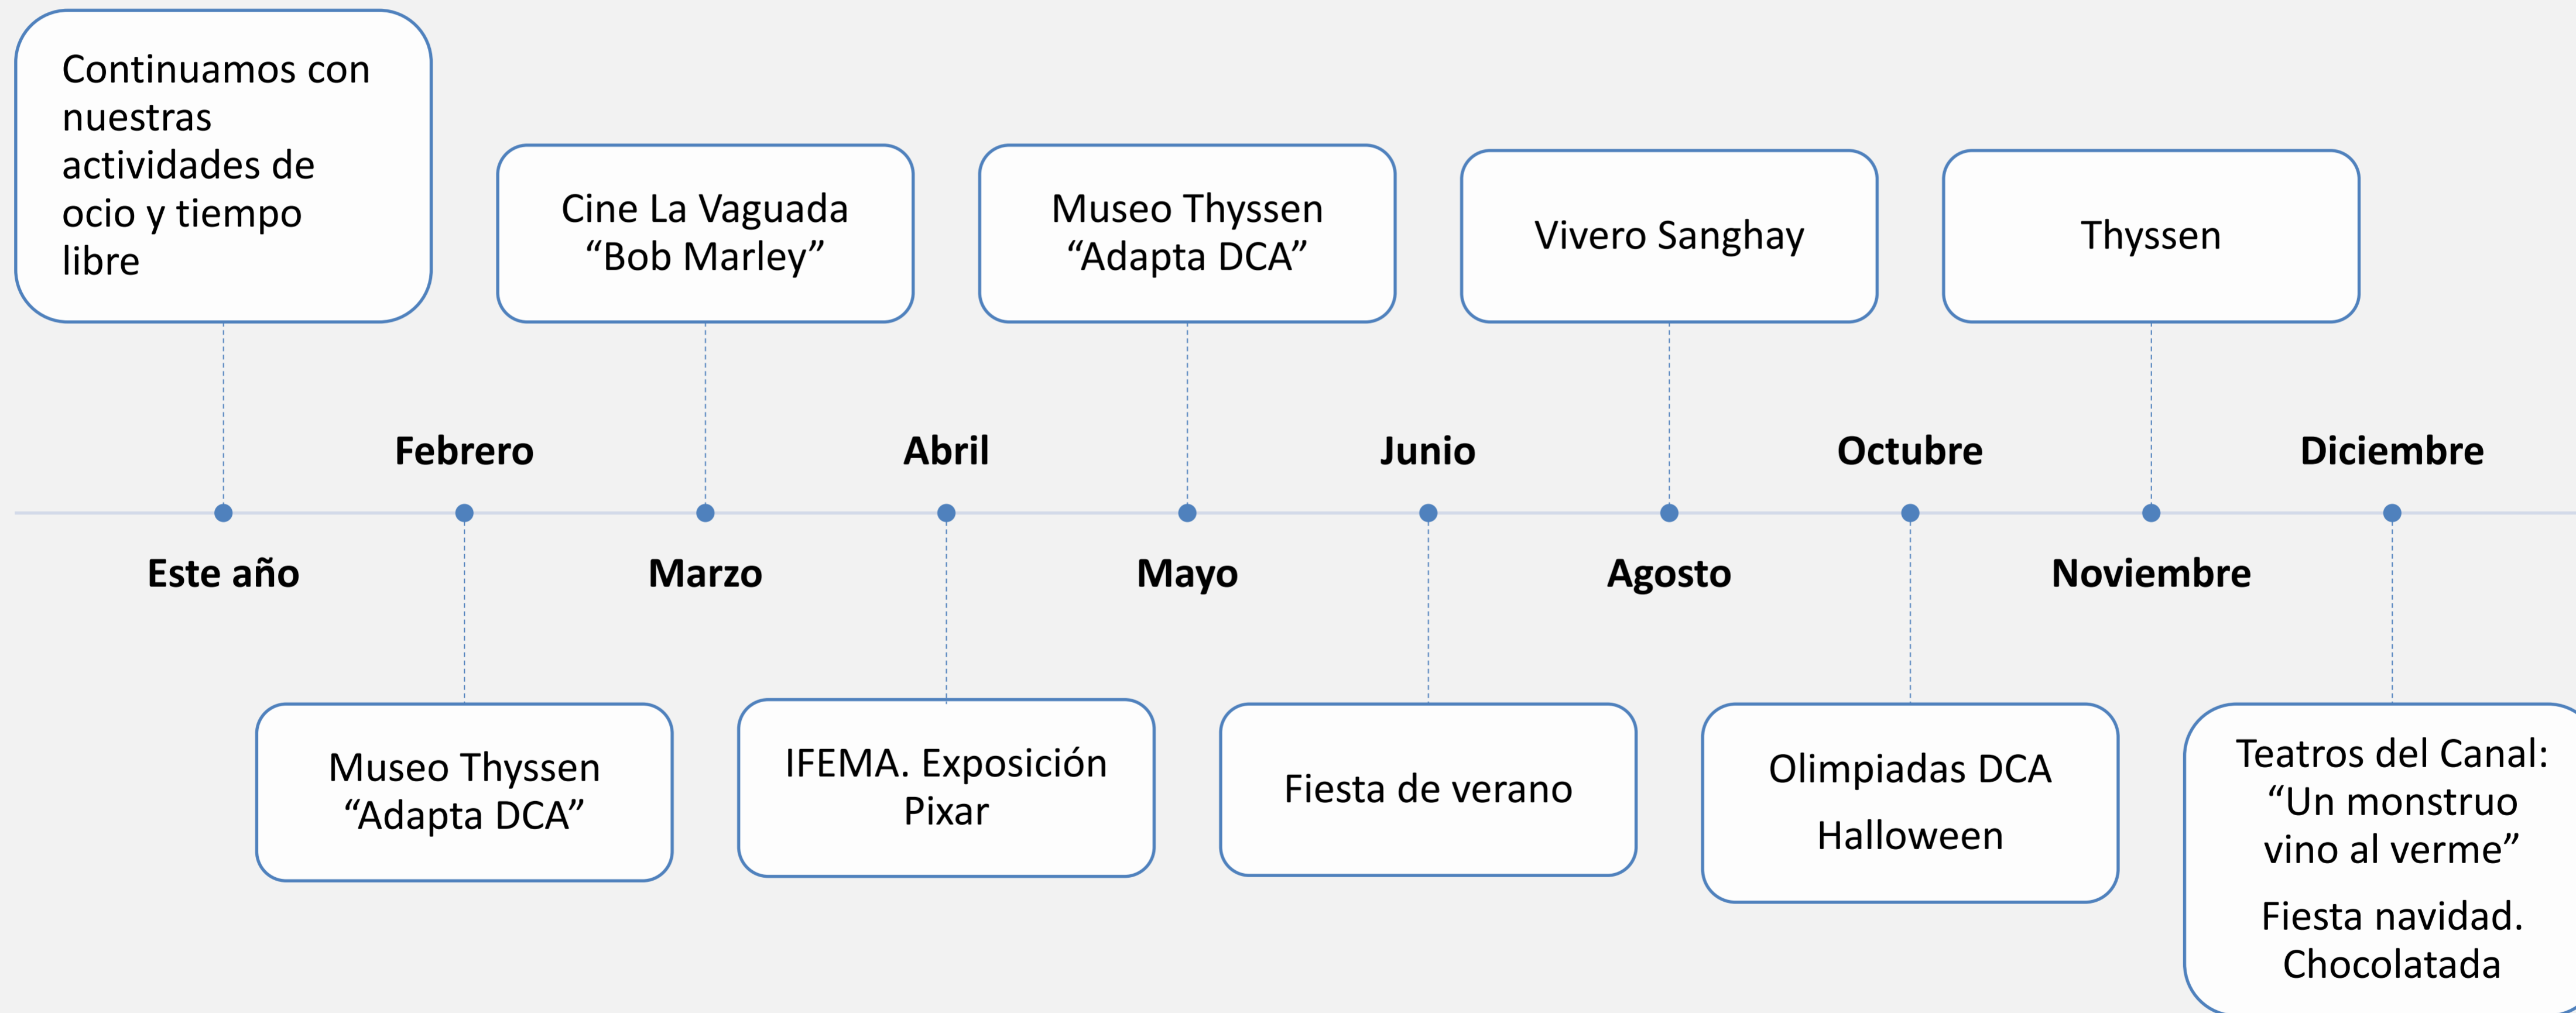 Continuamos con
nuestras
actividades de
ocio y tiempo
libre
Cine La Vaguada
“Bob Marley”
Museo Thyssen
“Adapta DCA”
Vivero Sanghay
Thyssen
Febrero
Abril
Junio
Octubre
Diciembre
Este año
Marzo
Mayo
Agosto
Noviembre
Museo Thyssen
“Adapta DCA”
IFEMA. Exposición
Pixar
Fiesta de verano
Olimpiadas DCA
Halloween
Teatros del Canal:
“Un monstruo
vino al verme”
Fiesta navidad.
Chocolatada